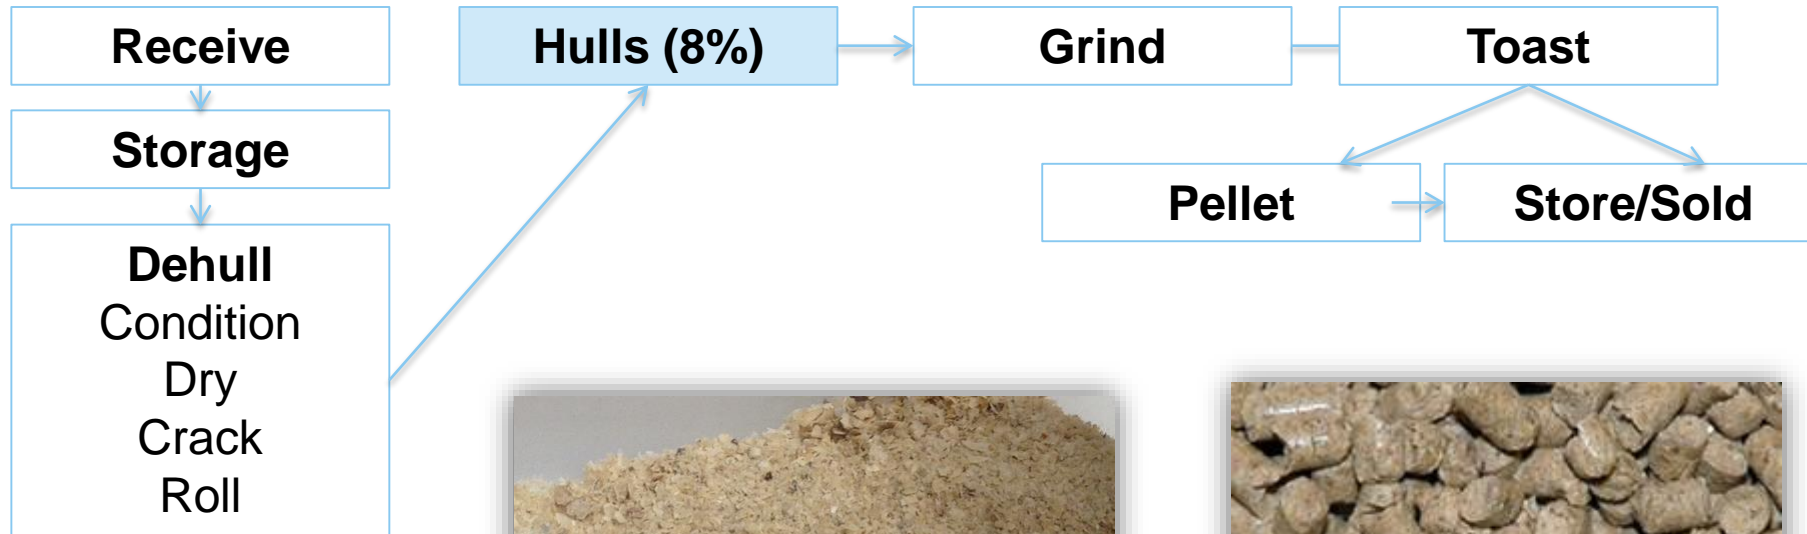 Receive
Hulls (8%)
Grind
Toast
Storage
Pellet
Store/Sold
Dehull
Condition
Dry
Crack
Roll